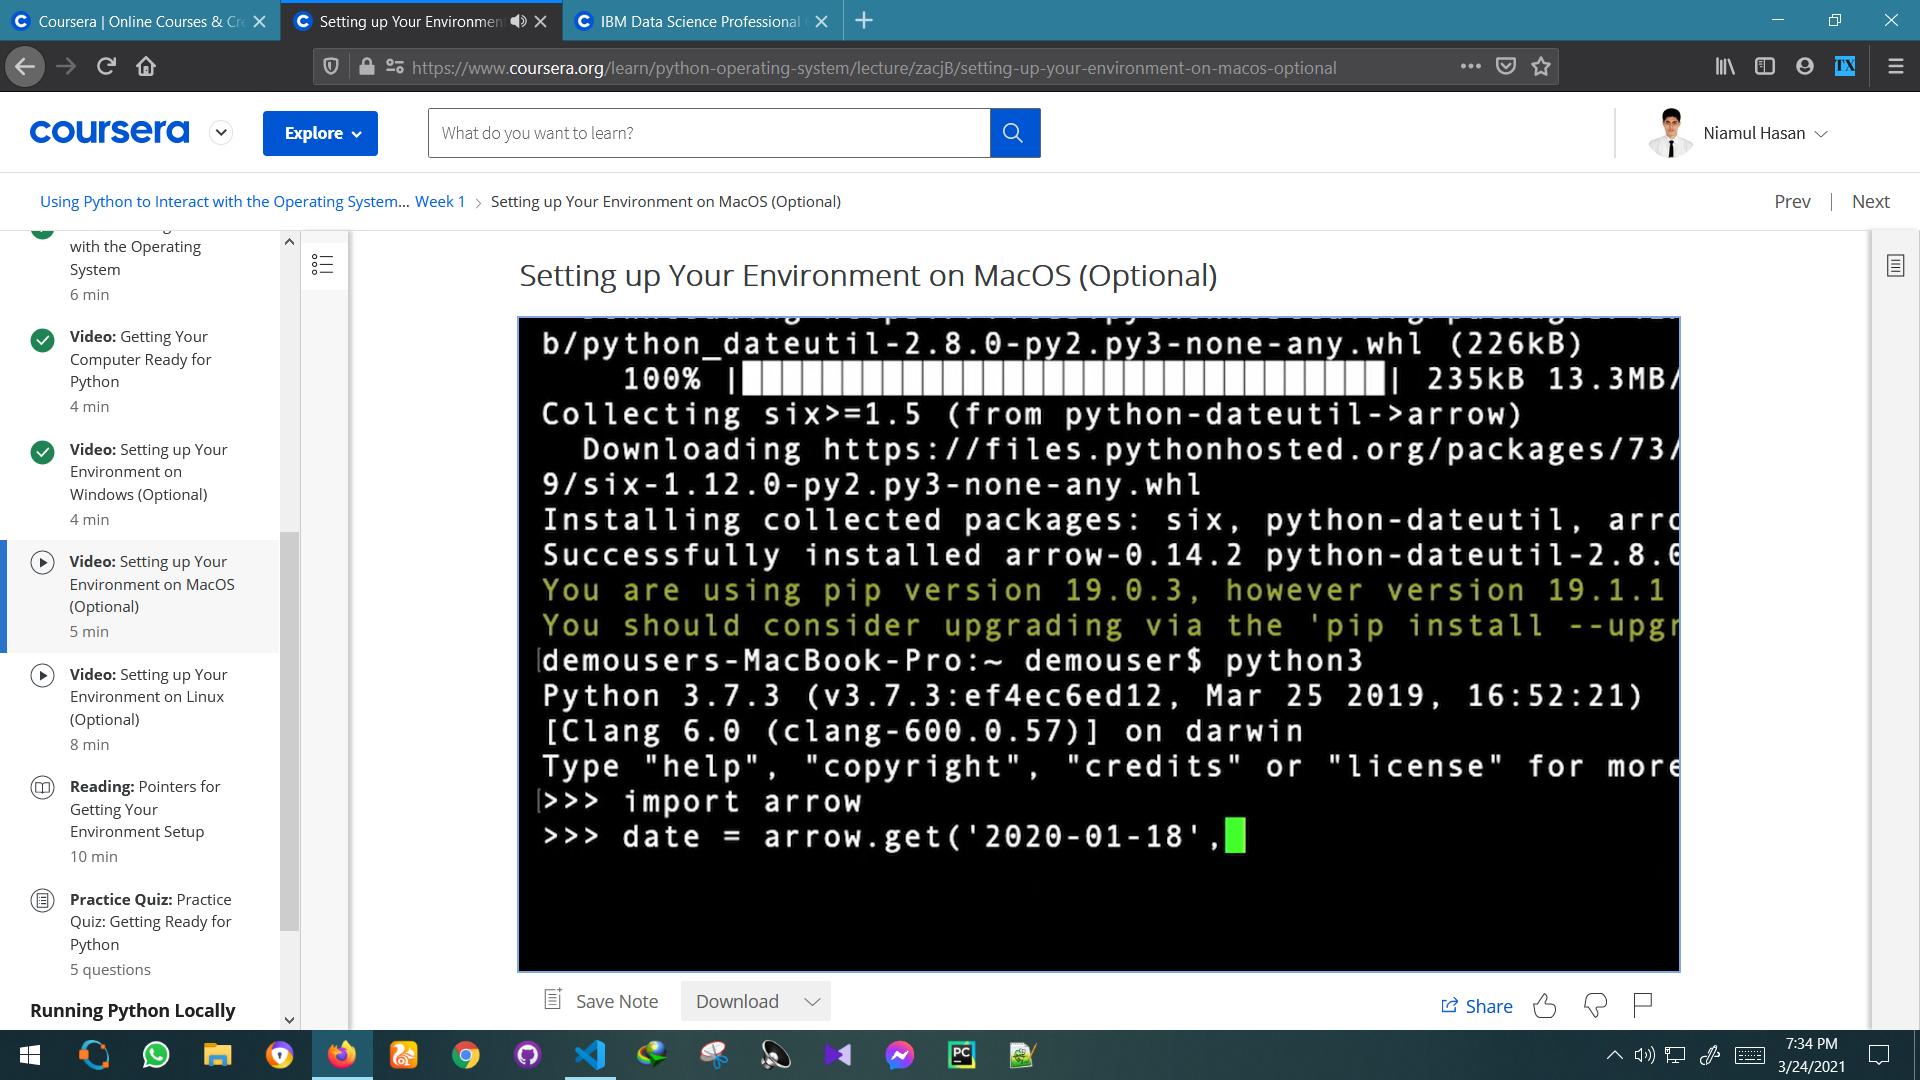 Coursera | Online Courses & Cr
Setting up Your Environmen
IBM Data Science Professional
https://www.coursera.org/learn/python-operating-system/lecture/zacjB/setting-up-your-environment-on-macos-optional
TX
coursera
Explore
What do you want to learn?
Niamul Hasan
Using Python to Interact with the Operating System... Week 1 > Setting up Your Environment on MacOS (Optional)
Prev | Next
with the Operating
System
6 min
Video: Getting Your
Computer Ready for
Python
4 min
Video: Setting up Your
Environment on
Windows (Optional)
4 min
Video: Setting up Your
Environment on MacOS
(Optional)
5 min
Video: Setting up Your
Environment on Linux
(Optional)
8 min
Reading: Pointers for
Getting Your
Environment Setup
10 min
Practice Quiz: Practice
Quiz: Getting Ready for
Python
5 questions
Running Python Locally
Setting up Your Environment on MacOS (Optional)
b/python_dateutil-2.8.0-py2.py3-none-any.whl (226kB)
100% | | 235kB 13.3MB/
Collecting six>=1.5 (from python-dateutil->arrow)
Downloading https://files.pythonhosted.org/packages/73/
9/six-1.12.0-py2.py3-none-any.whl
Installing collected packages: six, python-dateutil, arro
Successfully installed arrow-0.14.2 python-dateutil-2.8.0
You are using pip version 19.0.3, however version 19.1.1
You should consider upgrading via the 'pip install --upgr
[demousers-MacBook-Pro:~ demouser$ python3
Python 3.7.3 (v3.7.3:ef4ec6ed12, Mar 25 2019, 16:52:21)
[Clang 6.0 (clang-600.0.57)] on darwin
Type "help", "copyright", "credits" or "license" for more
[>>> import arrow
>>> date = arrow.get('2020-01-18',
Save Note
Download
Share
PC
7:34 PM
3/24/2021